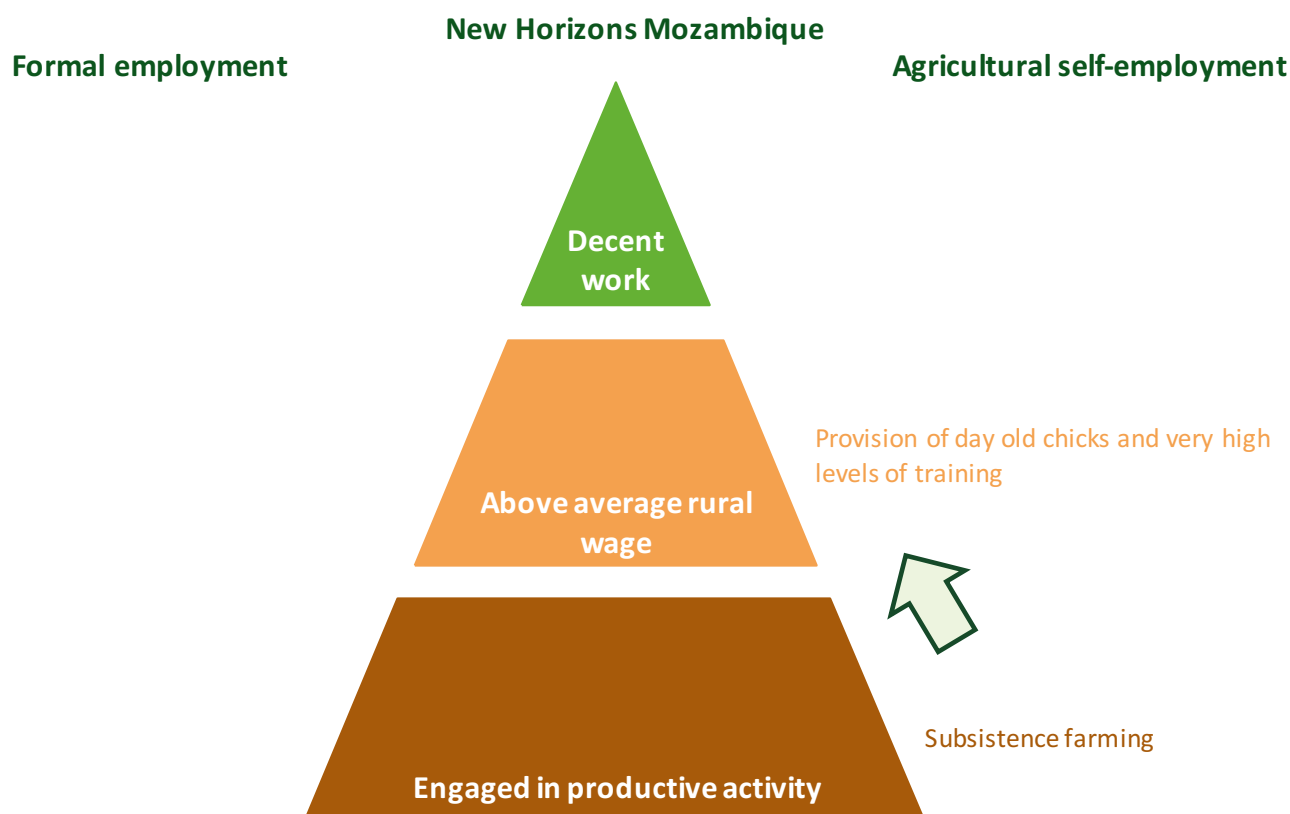 New Horizons Mozambique
Formal employment
Agricultural self-employment
Decent
work
Provision of day old chicks and very high
levels of training
Above average rural
wage
Subsistence farming
Engaged in productive activity